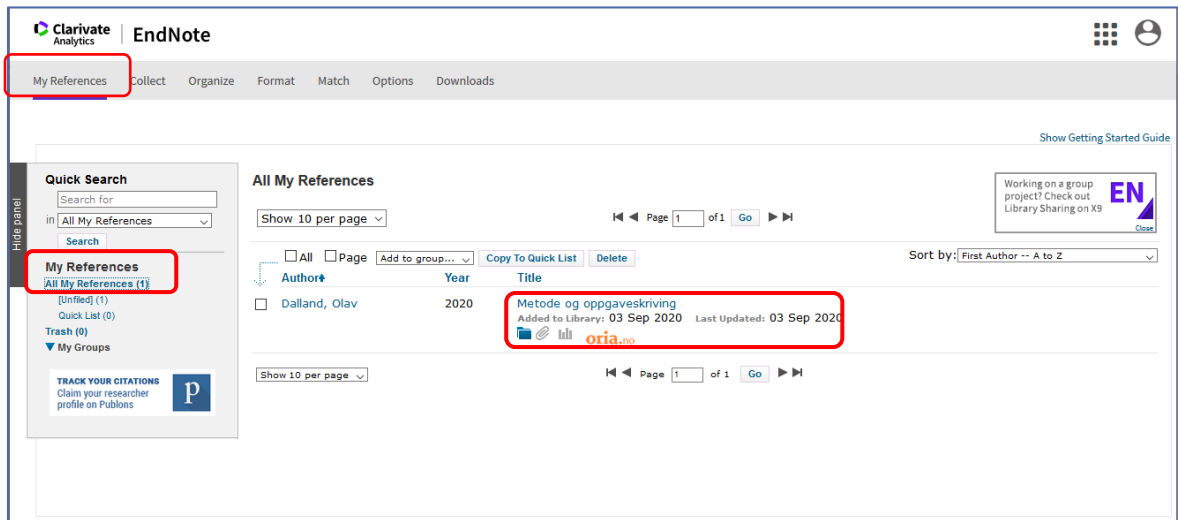 Clarivate Analytics | EndNote
My References Collect Organize Format Match Options Downloads
Show Getting Started Guide
Hide panel
Quick Search
Search for
in All My References
Search
My References
All My References (1)
[Unfiled] (1)
Quick List (0)
Trash (0)
▼ My Groups
TRACK YOUR CITATIONS
Claim your researcher
profile on Publons
p
All My References
Show 10 per page
Page 1 of 1 Go
Working on a group
project? Check out
Library Sharing on X9
EN
Close
All Page Add to group... Copy To Quick List Delete
Sort by: First Author -- A to Z
Author Year Title
Dalland, Olav 2020 Metode og oppgaveskriving
Added to Library: 03 Sep 2020 Last Updated: 03 Sep 2020
oria.no
Show 10 per page
Page 1 of 1 Go